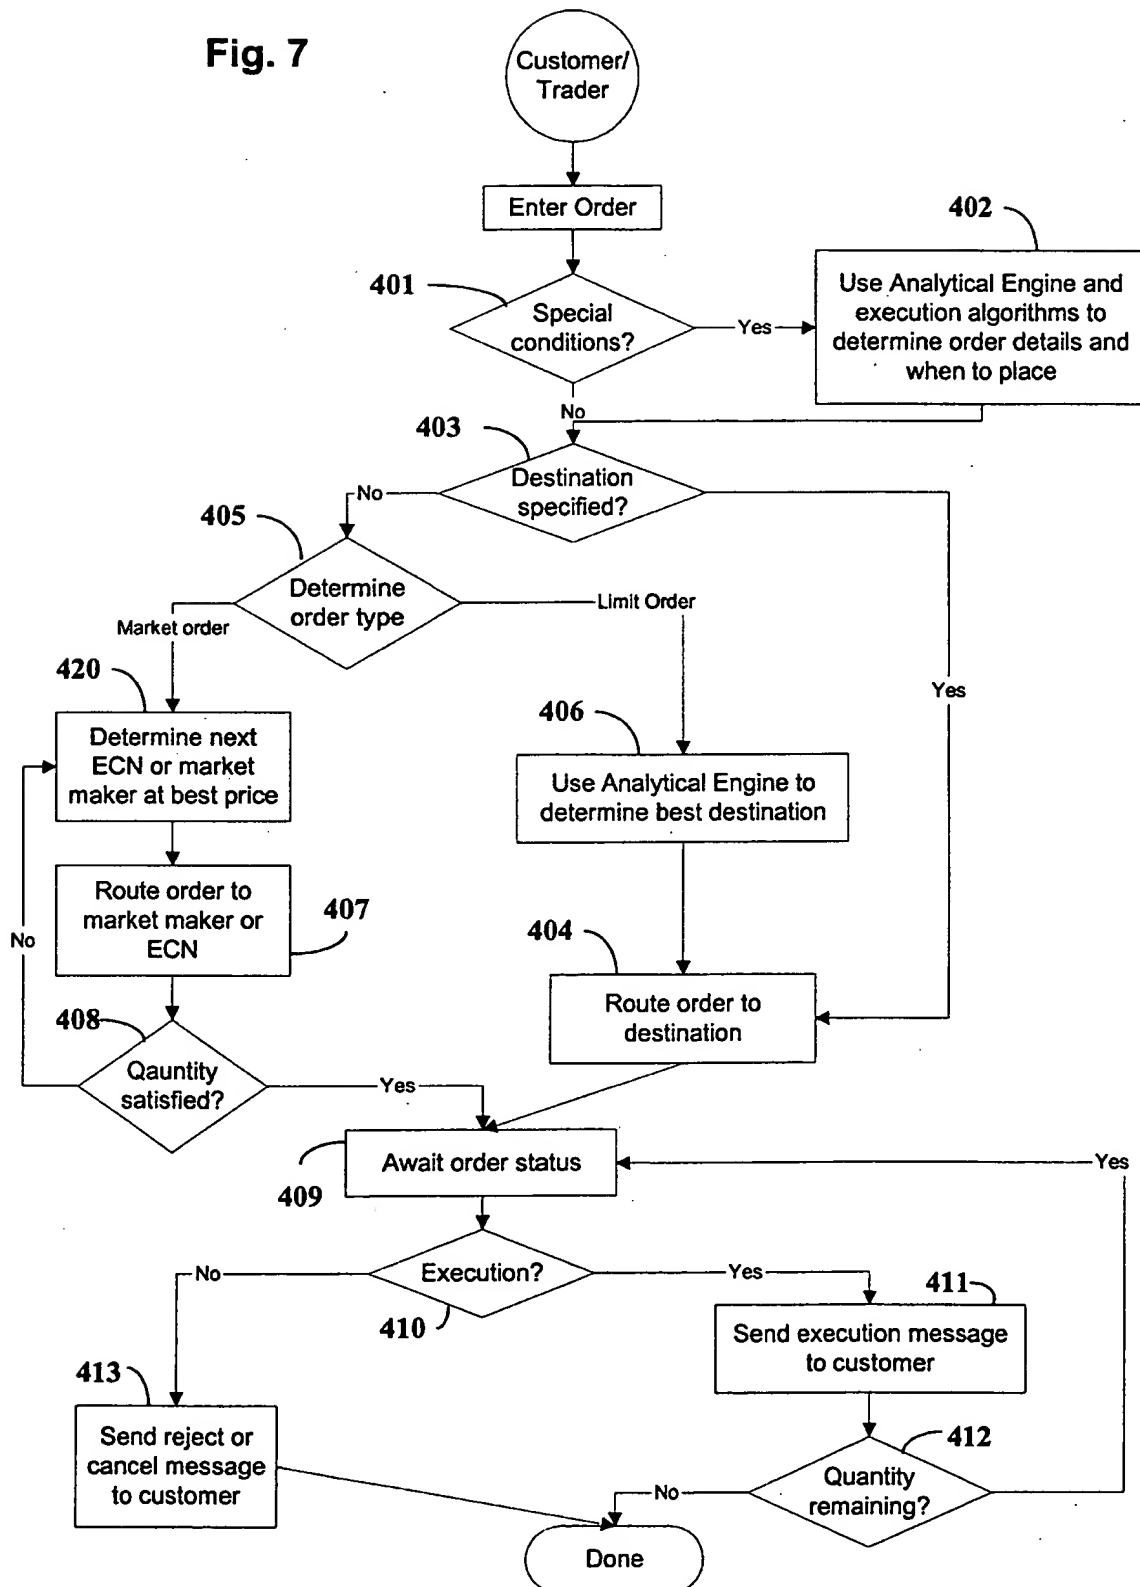 Fig. 7
Customer/
Trader
Enter Order
401
Special
conditions?
Yes
402
Use Analytical Engine and
execution algorithms to
determine order details and
when to place
No
403
Destination
specified?
No
Yes
405
Determine
order type
Market order
Limit Order
420
Determine next
ECN or market
maker at best price
406
Use Analytical Engine to
determine best destination
Route order to
market maker or
ECN
407
No
404
Route order to
destination
408
Qauntity
satisfied?
Yes
Await order status
409
Yes
Execution?
410
No
Yes
411
Send execution message
to customer
413
Send reject or
cancel message
to customer
412
Quantity
remaining?
No
Done